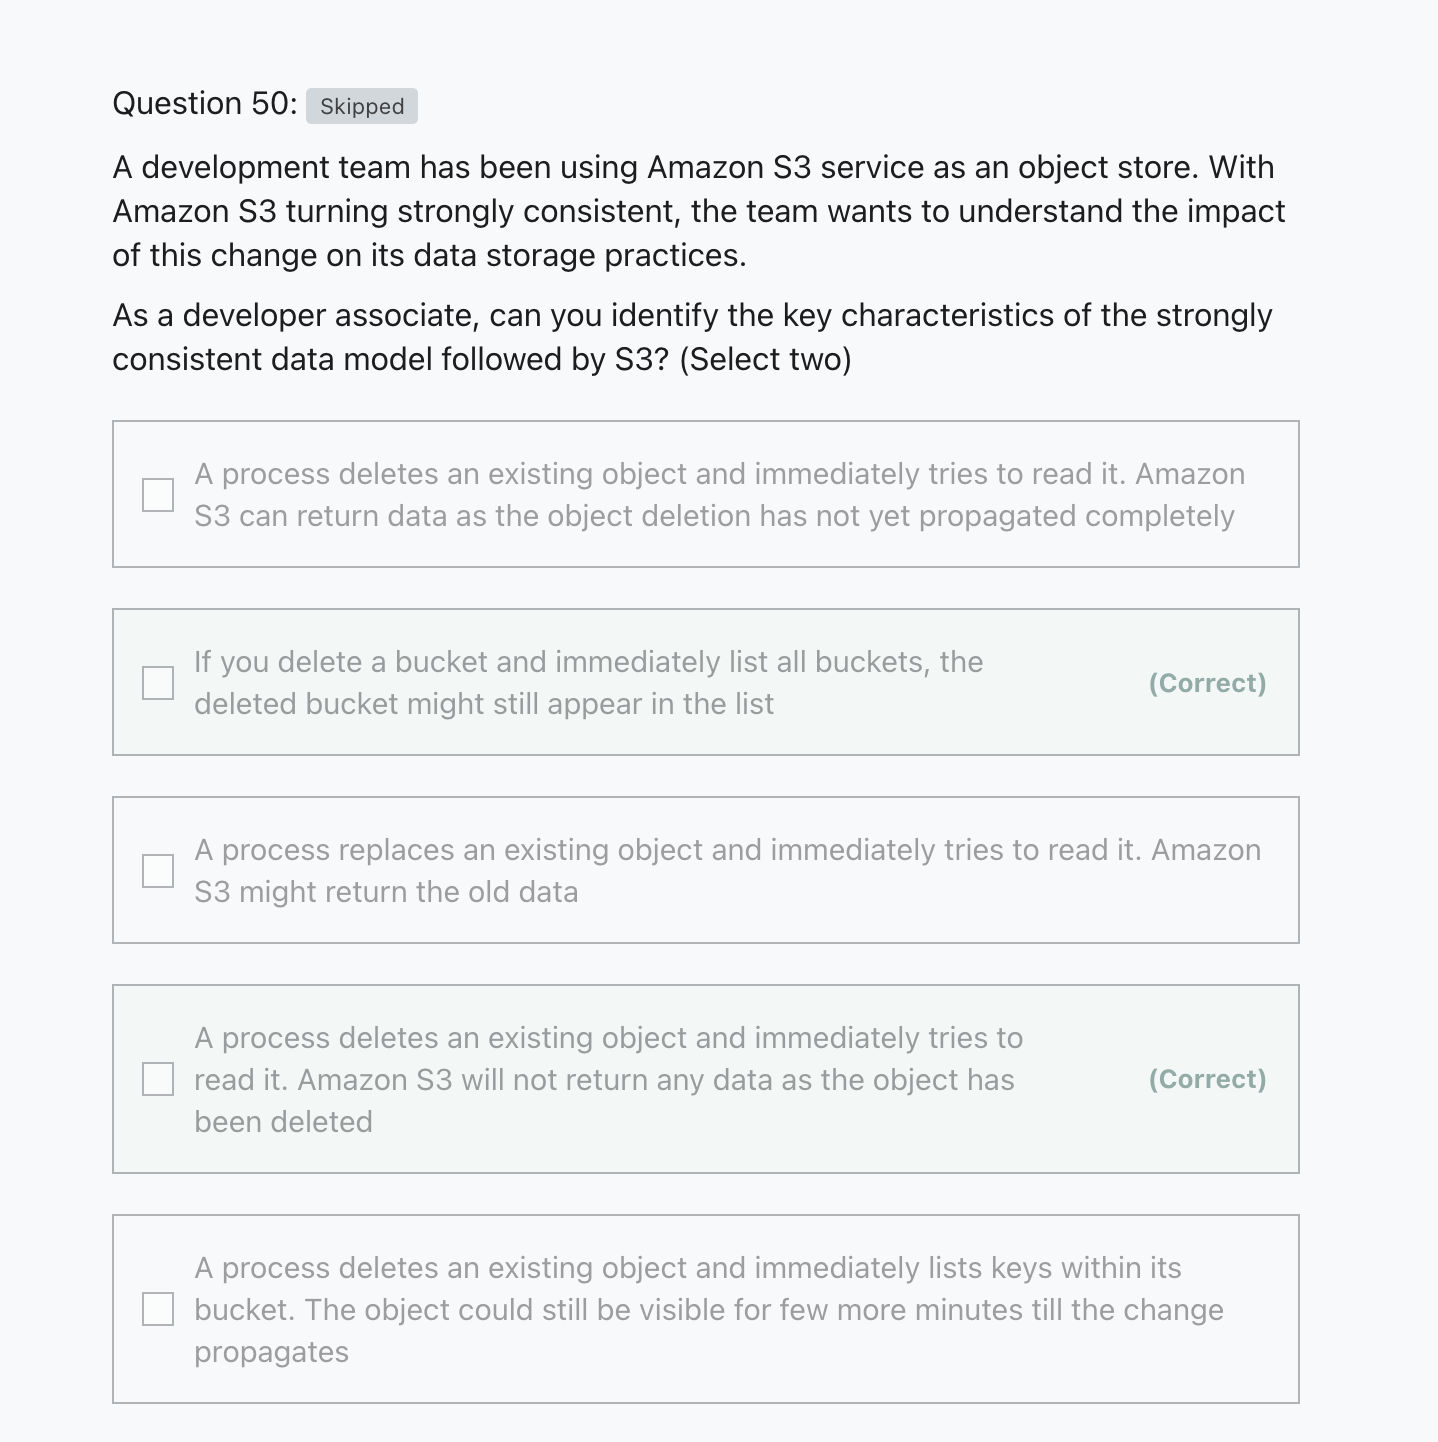 Question 50: Skipped
A development team has been using Amazon S3 service as an object store. With
Amazon S3 turning strongly consistent, the team wants to understand the impact
of this change on its data storage practices.
As a developer associate, can you identify the key characteristics of the strongly
consistent data model followed by S3? (Select two)
A process deletes an existing object and immediately tries to read it. Amazon
S3 can return data as the object deletion has not yet propagated completely
If you delete a bucket and immediately list all buckets, the
deleted bucket might still appear in the list
(Correct)
A process replaces an existing object and immediately tries to read it. Amazon
S3 might return the old data
A process deletes an existing object and immediately tries to
read it. Amazon S3 will not return any data as the object has
been deleted
(Correct)
A process deletes an existing object and immediately lists keys within its
bucket. The object could still be visible for few more minutes till the change
propagates